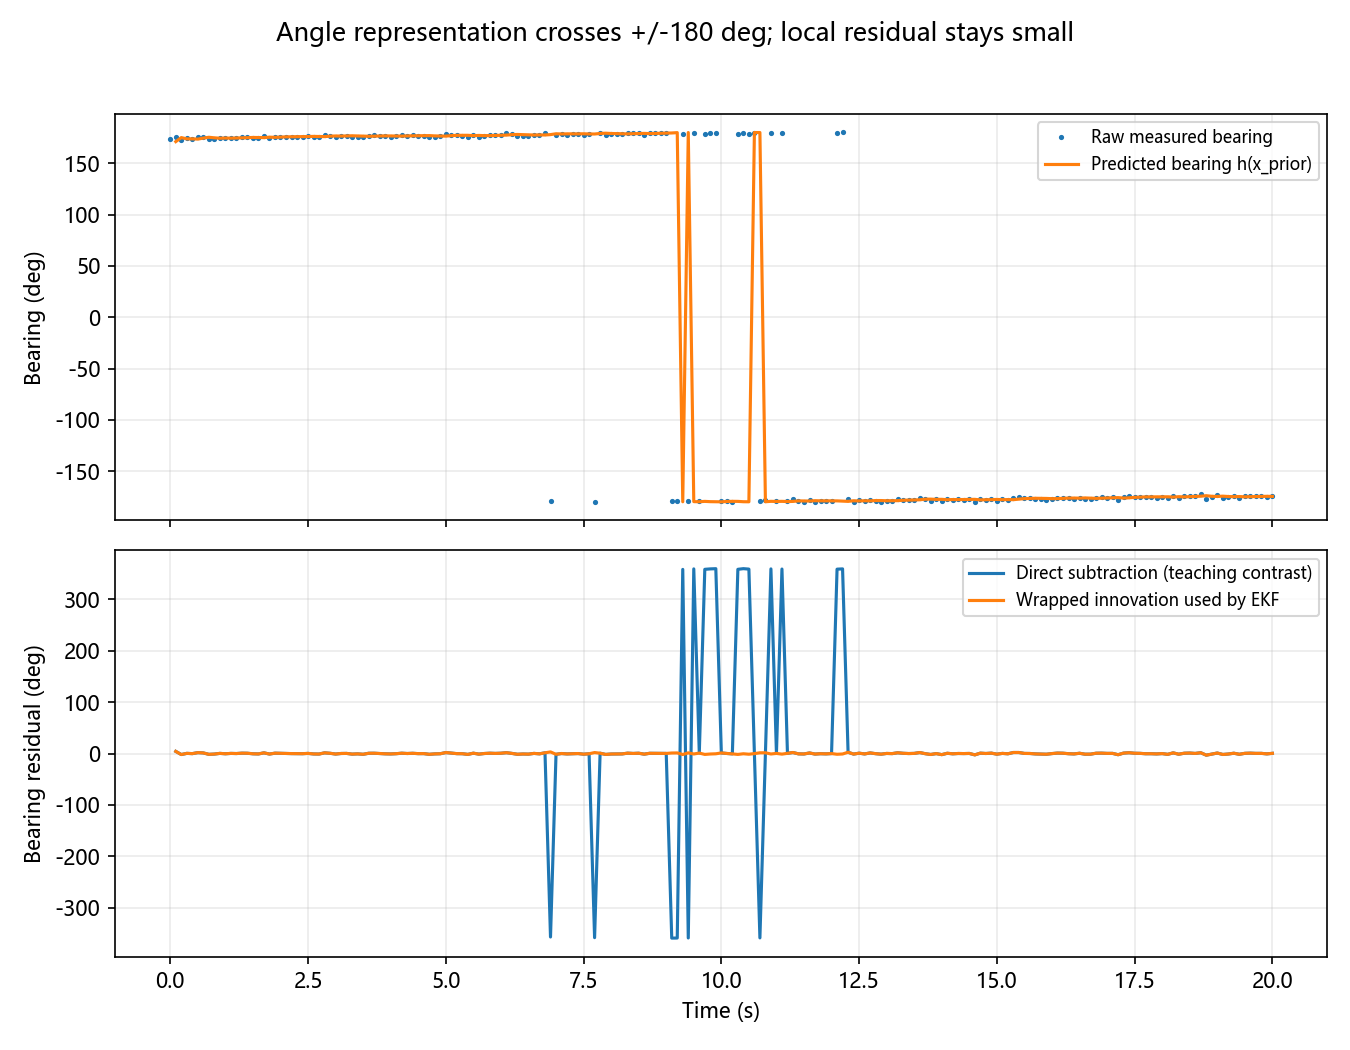 Angle representation crosses +/-180 deg; local residual stays small
Bearing (deg)
150
100
50
0
-50
-100
-150
Raw measured bearing
Predicted bearing h(x_prior)
Bearing residual (deg)
300
200
100
0
-100
-200
-300
Direct subtraction (teaching contrast)
Wrapped innovation used by EKF
0.0 2.5 5.0 7.5 10.0 12.5 15.0 17.5 20.0
Time (s)